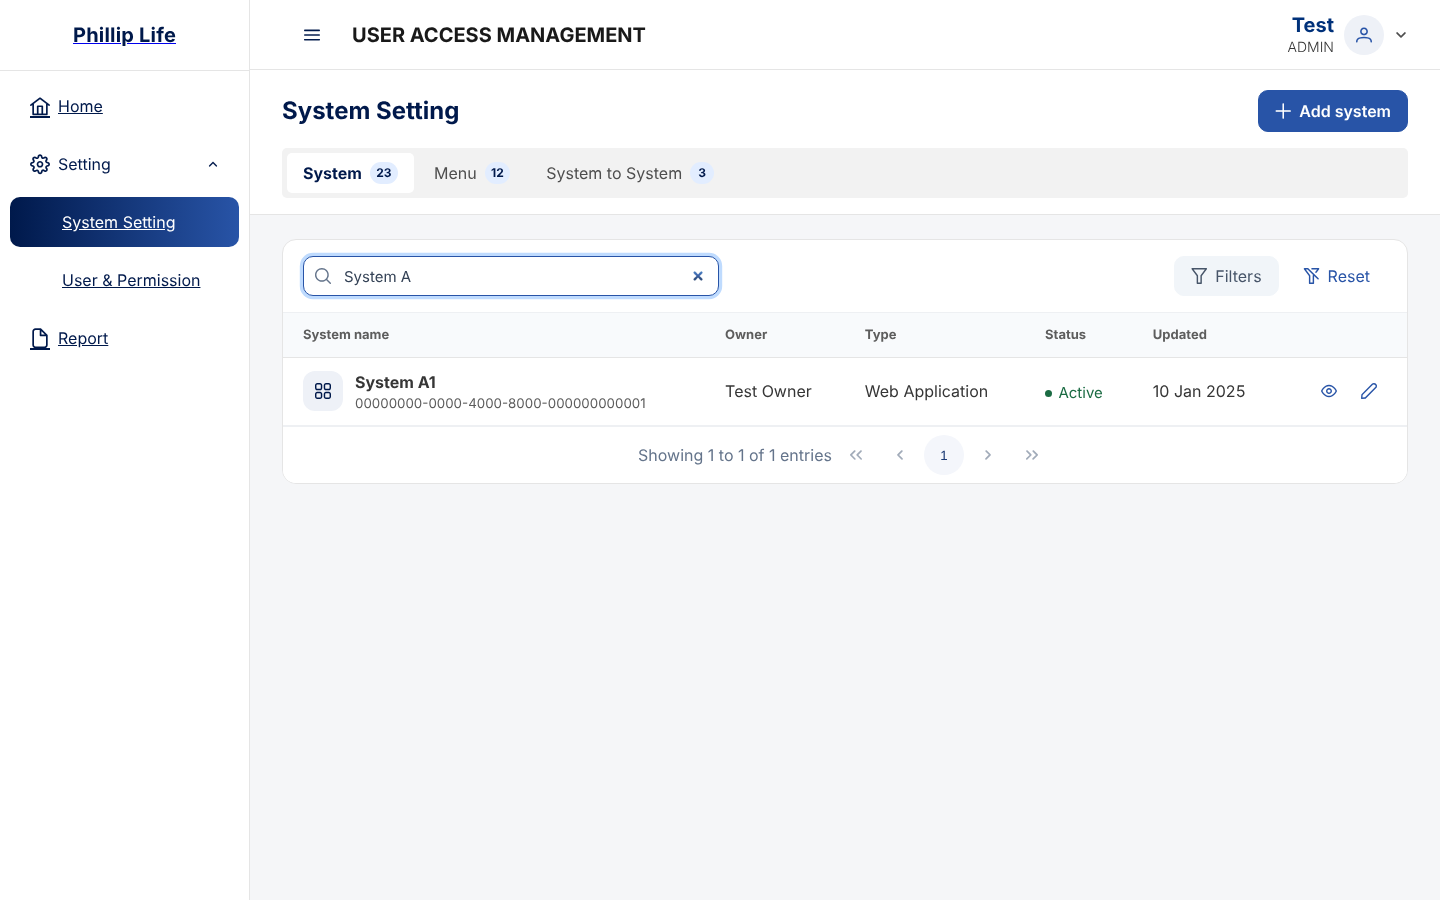 Phillip Life
USER ACCESS MANAGEMENT
Test
ADMIN
Home
Setting
System Setting
User & Permission
Report
System Setting
Add system
System 23
Menu 12
System to System 3
System A
Filters
Reset
System name Owner Type Status Updated
System A1
00000000-0000-4000-8000-000000000001
Test Owner
Web Application
Active
10 Jan 2025
Showing 1 to 1 of 1 entries
1